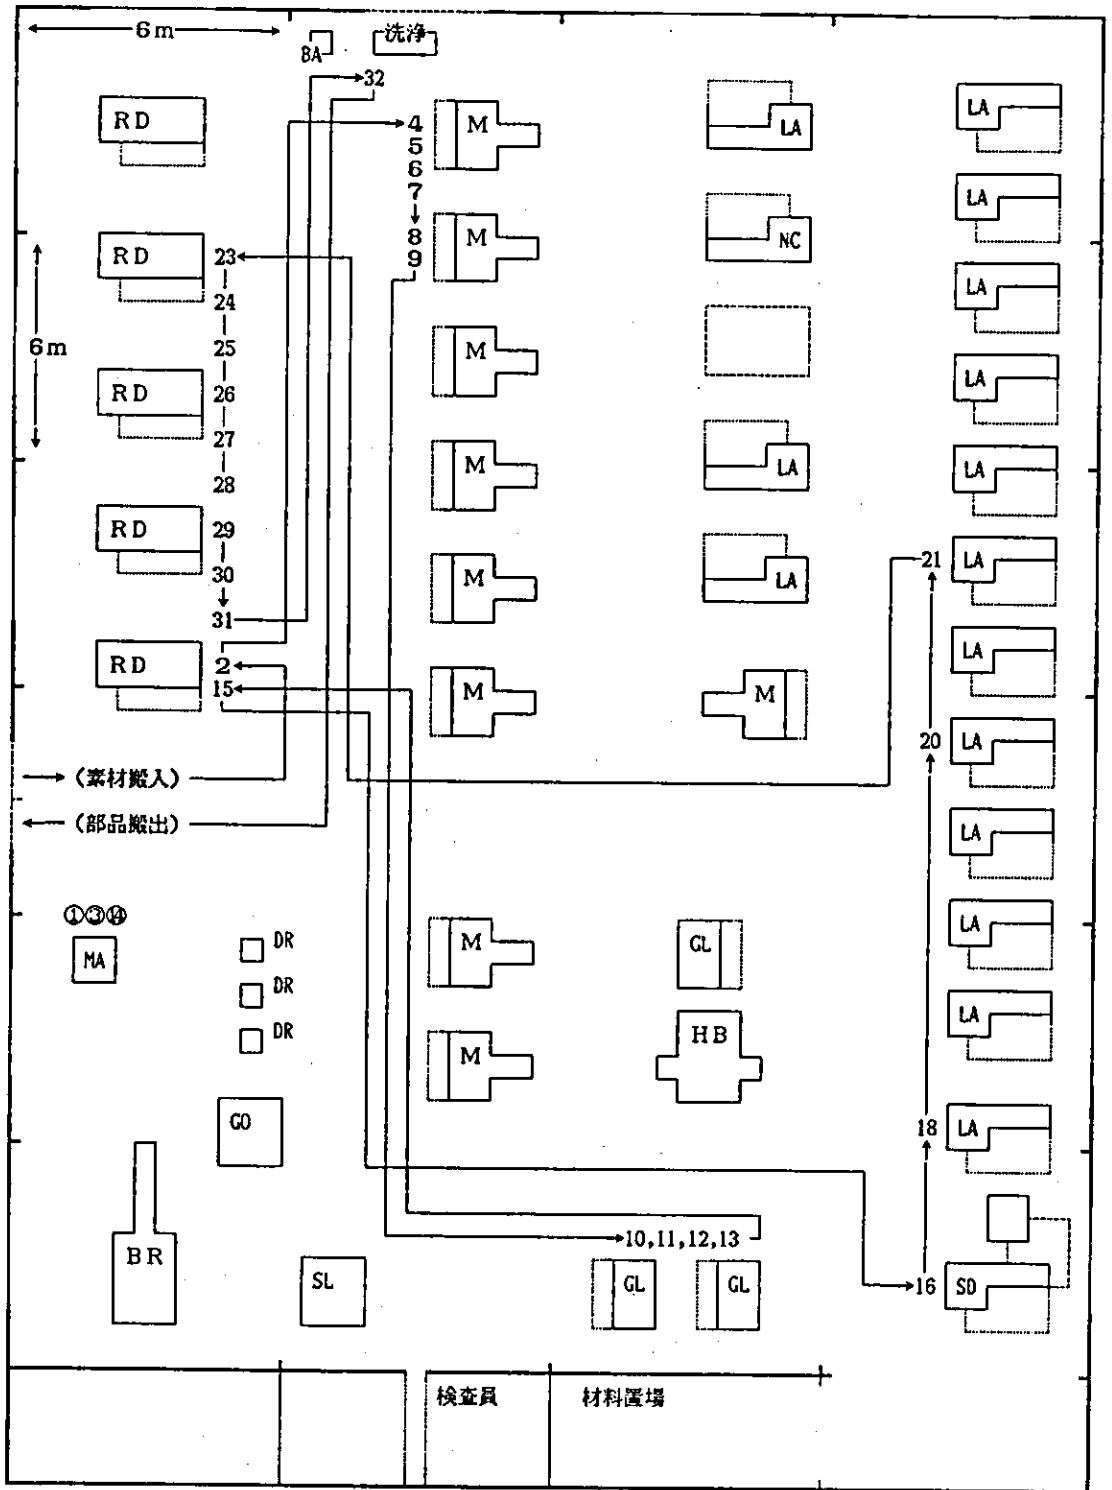 6m
BA
洗浄
32
RD
4
M
LA
LA
5
6
7
LA
RD
23
8
M
NC
9
24
LA
6m
25
M
RD
26
LA
27
M
LA
LA
28
RD
29
21
LA
30
M
LA
31
RD
2
LA
15
M
M
20
LA
(素材搬入)
(部品搬出)
LA
①③⑭
MA
DR
M
GL
LA
DR
DR
LA
M
HB
GO
18
LA
10,11,12,13
BR
SL
GL
GL
16
SD
検査員
材料置場